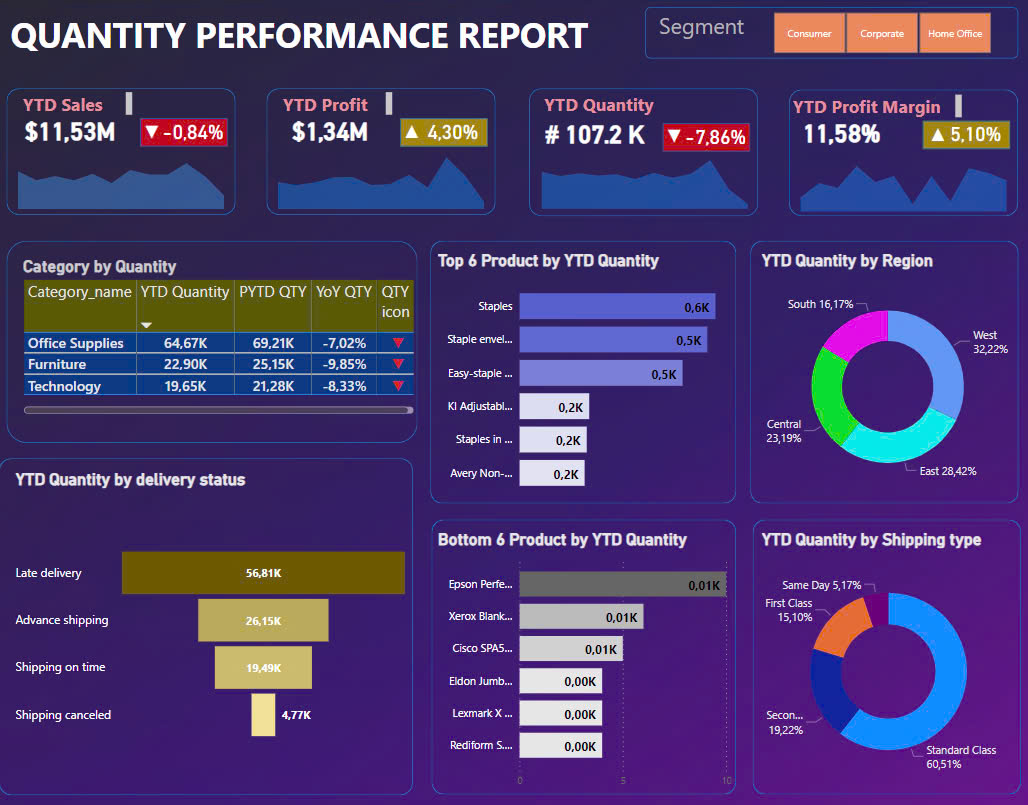 QUANTITY PERFORMANCE REPORT
Segment
Consumer
Corporate
Home Office
YTD Sales
$11,53M
▼ -0,84%
YTD Profit
$1,34M
▲ 4,30%
YTD Quantity
# 107.2 K
▼ -7,86%
YTD Profit Margin
11,58%
▲ 5,10%
Category by Quantity
Category_name YTD Quantity PYTD QTY YoY QTY QTY
icon
Office Supplies 64,67K 69,21K -7,02% ▼
Furniture 22,90K 25,15K -9,85% ▼
Technology 19,65K 21,28K -8,33% ▼
Top 6 Product by YTD Quantity
Staples 0,6K
Staple envel... 0,5K
Easy-staple ... 0,5K
KI Adjustabl... 0,2K
Staples in ... 0,2K
Avery Non-... 0,2K
YTD Quantity by Region
South 16,17%
West
32,22%
Central
23,19%
East 28,42%
YTD Quantity by delivery status
Late delivery 56,81K
Advance shipping 26,15K
Shipping on time 19,49K
Shipping canceled 4,77K
Bottom 6 Product by YTD Quantity
Epson Perfe... 0,01K
Xerox Blank... 0,01K
Cisco SPA5... 0,01K
Eldon Jumb... 0,00K
Lexmark X ... 0,00K
Rediform S.... 0,00K
0 5 10
YTD Quantity by Shipping type
Same Day 5,17%
First Class
15,10%
Secon...
19,22%
Standard Class
60,51%